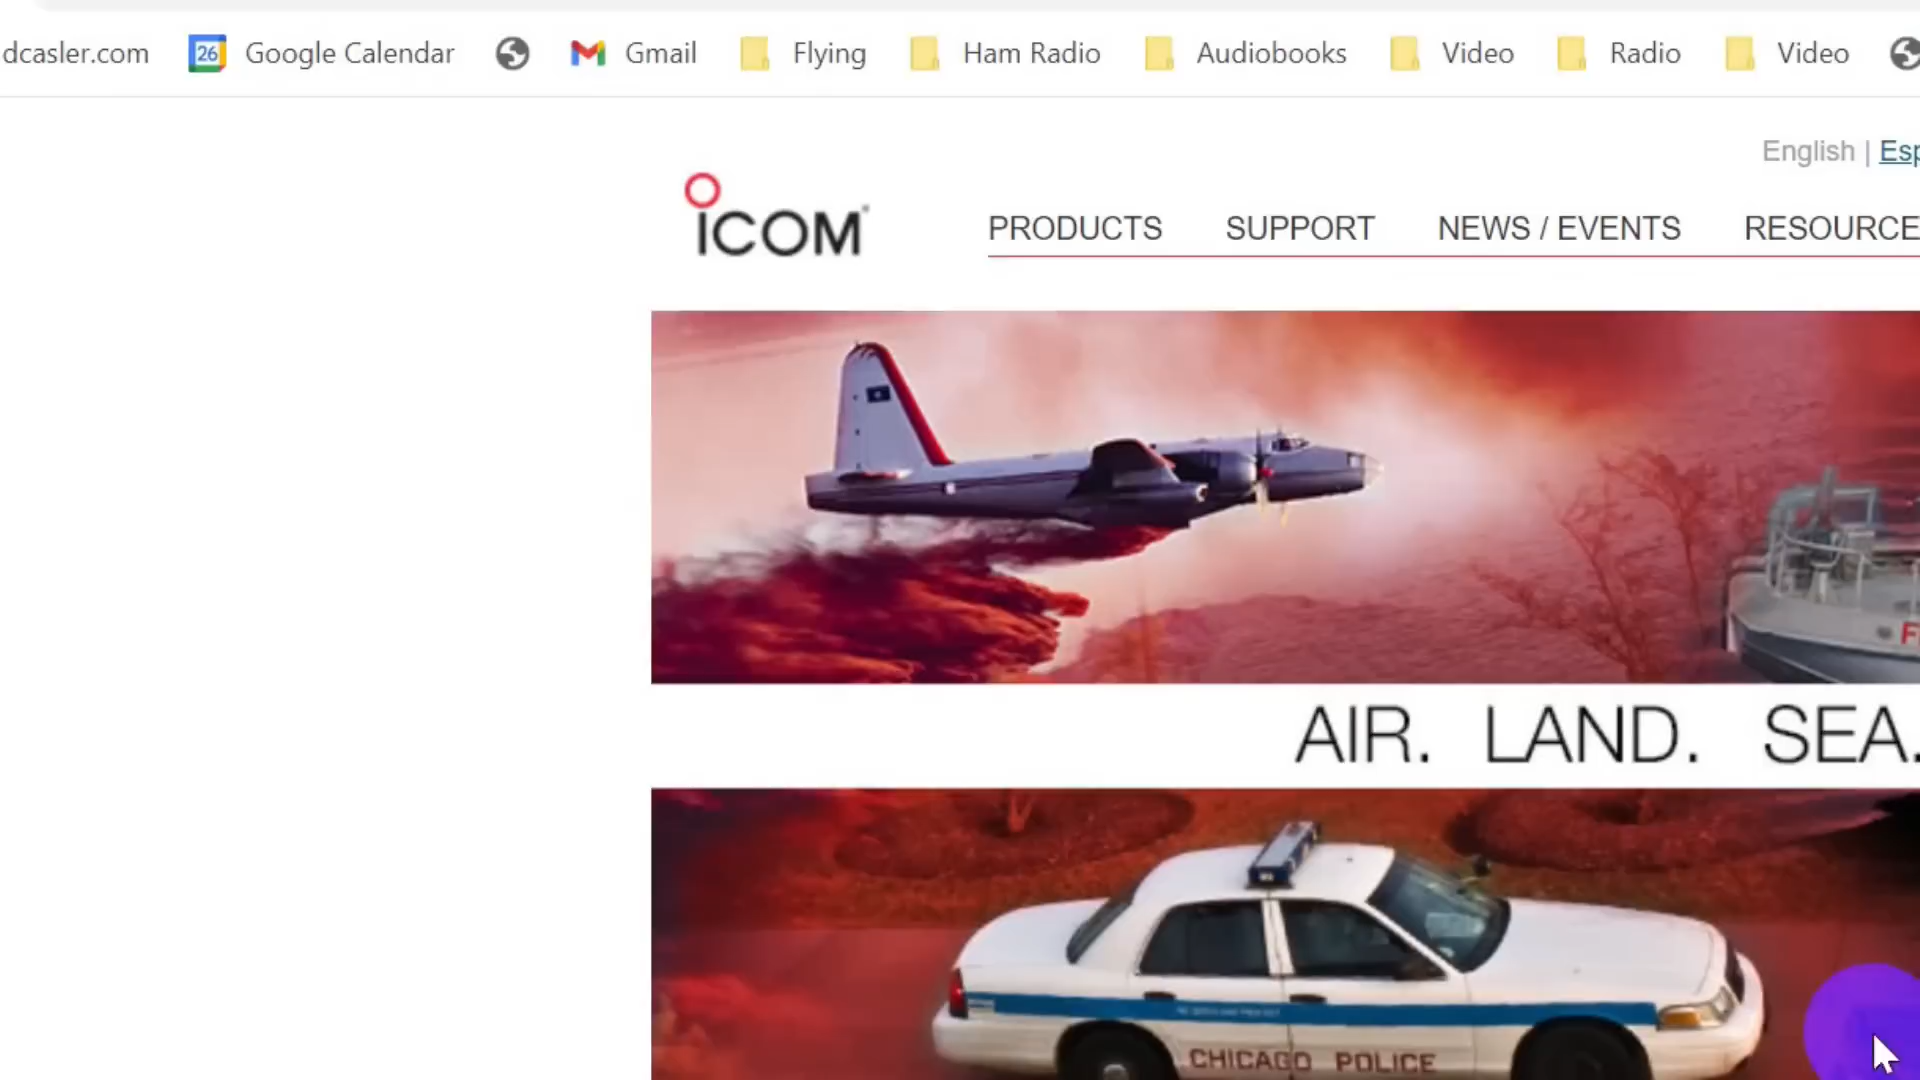 dcasler.com 26 Google Calendar Gmail Flying Ham Radio Audiobooks Video Radio Video
English | Esp
iCOM
PRODUCTS SUPPORT NEWS / EVENTS RESOURCE
F
AIR. LAND. SEA.
CHICAGO POLICE